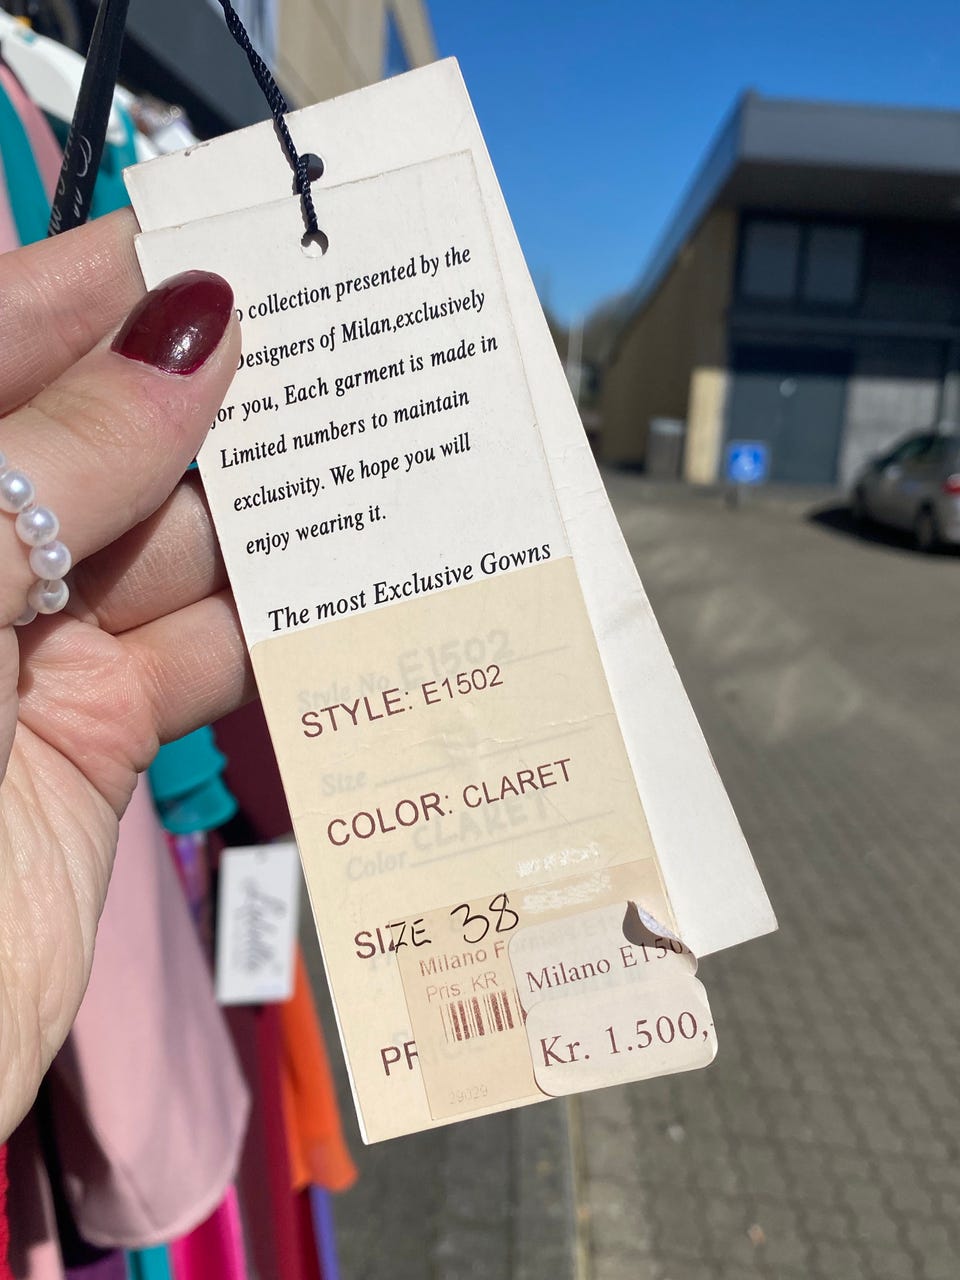 collection presented by the
Designers of Milan,exclusively
for you, Each garment is made in
Limited numbers to maintain
exclusivity. We hope you will
enjoy wearing it.
The most Exclusive Gowns
Style No E1502
STYLE: E1502
Size
COLOR: CLARET
Color CLARET
SIZE 38
Milano F
Pris KR
Milano E150
Kr. 1.500,-
PR
29029